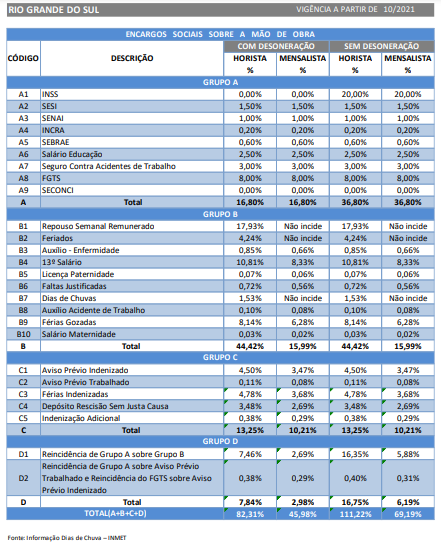 RIO GRANDE DO SUL VIGÊNCIA A PARTIR DE 10/2021
ENCARGOS SOCIAIS SOBRE A MÃO DE OBRA
CÓDIGO DESCRIÇÃO COM DESONERAÇÃO SEM DESONERAÇÃO
HORISTA MENSALISTA HORISTA MENSALISTA
% % % %
GRUPO A
A1 INSS 0,00% 0,00% 20,00% 20,00%
A2 SESI 1,50% 1,50% 1,50% 1,50%
A3 SENAI 1,00% 1,00% 1,00% 1,00%
A4 INCRA 0,20% 0,20% 0,20% 0,20%
A5 SEBRAE 0,60% 0,60% 0,60% 0,60%
A6 Salário Educação 2,50% 2,50% 2,50% 2,50%
A7 Seguro Contra Acidentes de Trabalho 3,00% 3,00% 3,00% 3,00%
A8 FGTS 8,00% 8,00% 8,00% 8,00%
A9 SECONCI 0,00% 0,00% 0,00% 0,00%
A Total 16,80% 16,80% 36,80% 36,80%
GRUPO B
B1 Repouso Semanal Remunerado 17,93% Não incide 17,93% Não incide
B2 Feriados 4,24% Não incide 4,24% Não incide
B3 Auxílio - Enfermidade 0,85% 0,66% 0,85% 0,66%
B4 13º Salário 10,81% 8,33% 10,81% 8,33%
B5 Licença Paternidade 0,07% 0,06% 0,07% 0,06%
B6 Faltas Justificadas 0,72% 0,56% 0,72% 0,56%
B7 Dias de Chuvas 1,53% Não incide 1,53% Não incide
B8 Auxílio Acidente de Trabalho 0,10% 0,08% 0,10% 0,08%
B9 Férias Gozadas 8,14% 6,28% 8,14% 6,28%
B10 Salário Maternidade 0,03% 0,02% 0,03% 0,02%
B Total 44,42% 15,99% 44,42% 15,99%
GRUPO C
C1 Aviso Prévio Indenizado 4,50% 3,47% 4,50% 3,47%
C2 Aviso Prévio Trabalhado 0,11% 0,08% 0,11% 0,08%
C3 Férias Indenizadas 4,78% 3,68% 4,78% 3,68%
C4 Depósito Rescisão Sem Justa Causa 3,48% 2,69% 3,48% 2,69%
C5 Indenização Adicional 0,38% 0,29% 0,38% 0,29%
C Total 13,25% 10,21% 13,25% 10,21%
GRUPO D
D1 Reincidência de Grupo A sobre Grupo B 7,46% 2,69% 16,35% 5,88%
Reincidência de Grupo A sobre Aviso Prévio
D2 Trabalhado e Reincidência do FGTS sobre Aviso 0,38% 0,29% 0,40% 0,31%
Prévio Indenizado
D Total 7,84% 2,98% 16,75% 6,19%
TOTAL(A+B+C+D) 82,31% 45,98% 111,22% 69,19%
Fonte: Informação Dias de Chuva – INMET